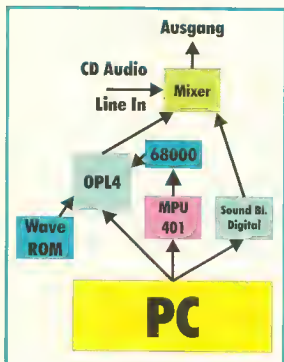 Ausgang
CD Audio
Line In
Mixer
68000
OPL4
Wave
ROM
MPU
401
Sound Bl.
Digital
PC